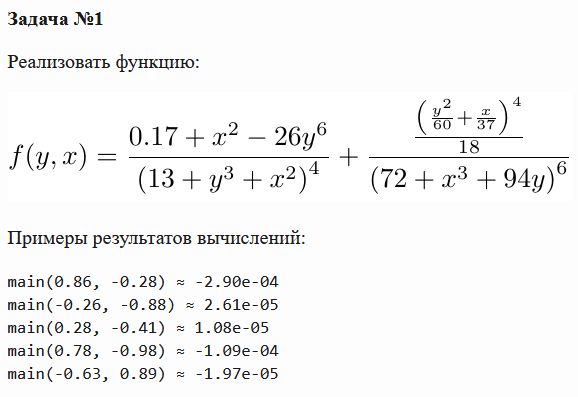 Задача №1
Реализовать функцию:
f(y, x) = \frac{0.17 + x^2 − 26y^6}{(13 + y^3 + x^2)^4} + \frac{\frac{(\frac{y^2}{60} + \frac{x}{37})^4}{18}}{(72 + x^3 + 94y)^6}
Примеры результатов вычислений:
main(0.86, -0.28) ≈ -2.90e-04
main(-0.26, -0.88) ≈ 2.61e-05
main(0.28, -0.41) ≈ 1.08e-05
main(0.78, -0.98) ≈ -1.09e-04
main(-0.63, 0.89) ≈ -1.97e-05